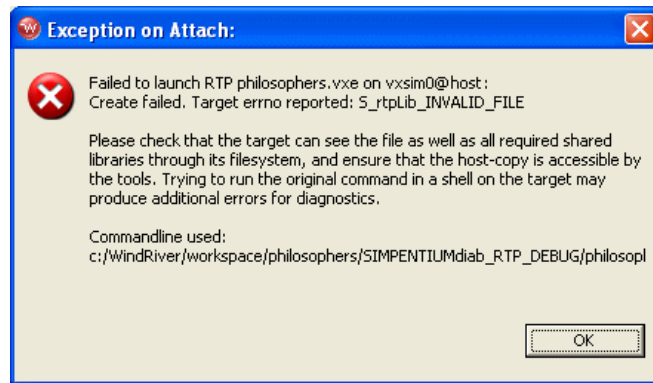 Exception on Attach:
Failed to launch RTP philosophers.vxe on vxsim0@host:
Create failed. Target errno reported: S_rtpLib_INVALID_FILE
Please check that the target can see the file as well as all required shared
libraries through its filesystem, and ensure that the host-copy is accessible by
the tools. Trying to run the original command in a shell on the target may
produce additional errors for diagnostics.
Commandline used:
c:/WindRiver/workspace/philosophers/SIMPENTIUMdiab_RTP_DEBUG/philosopl
OK